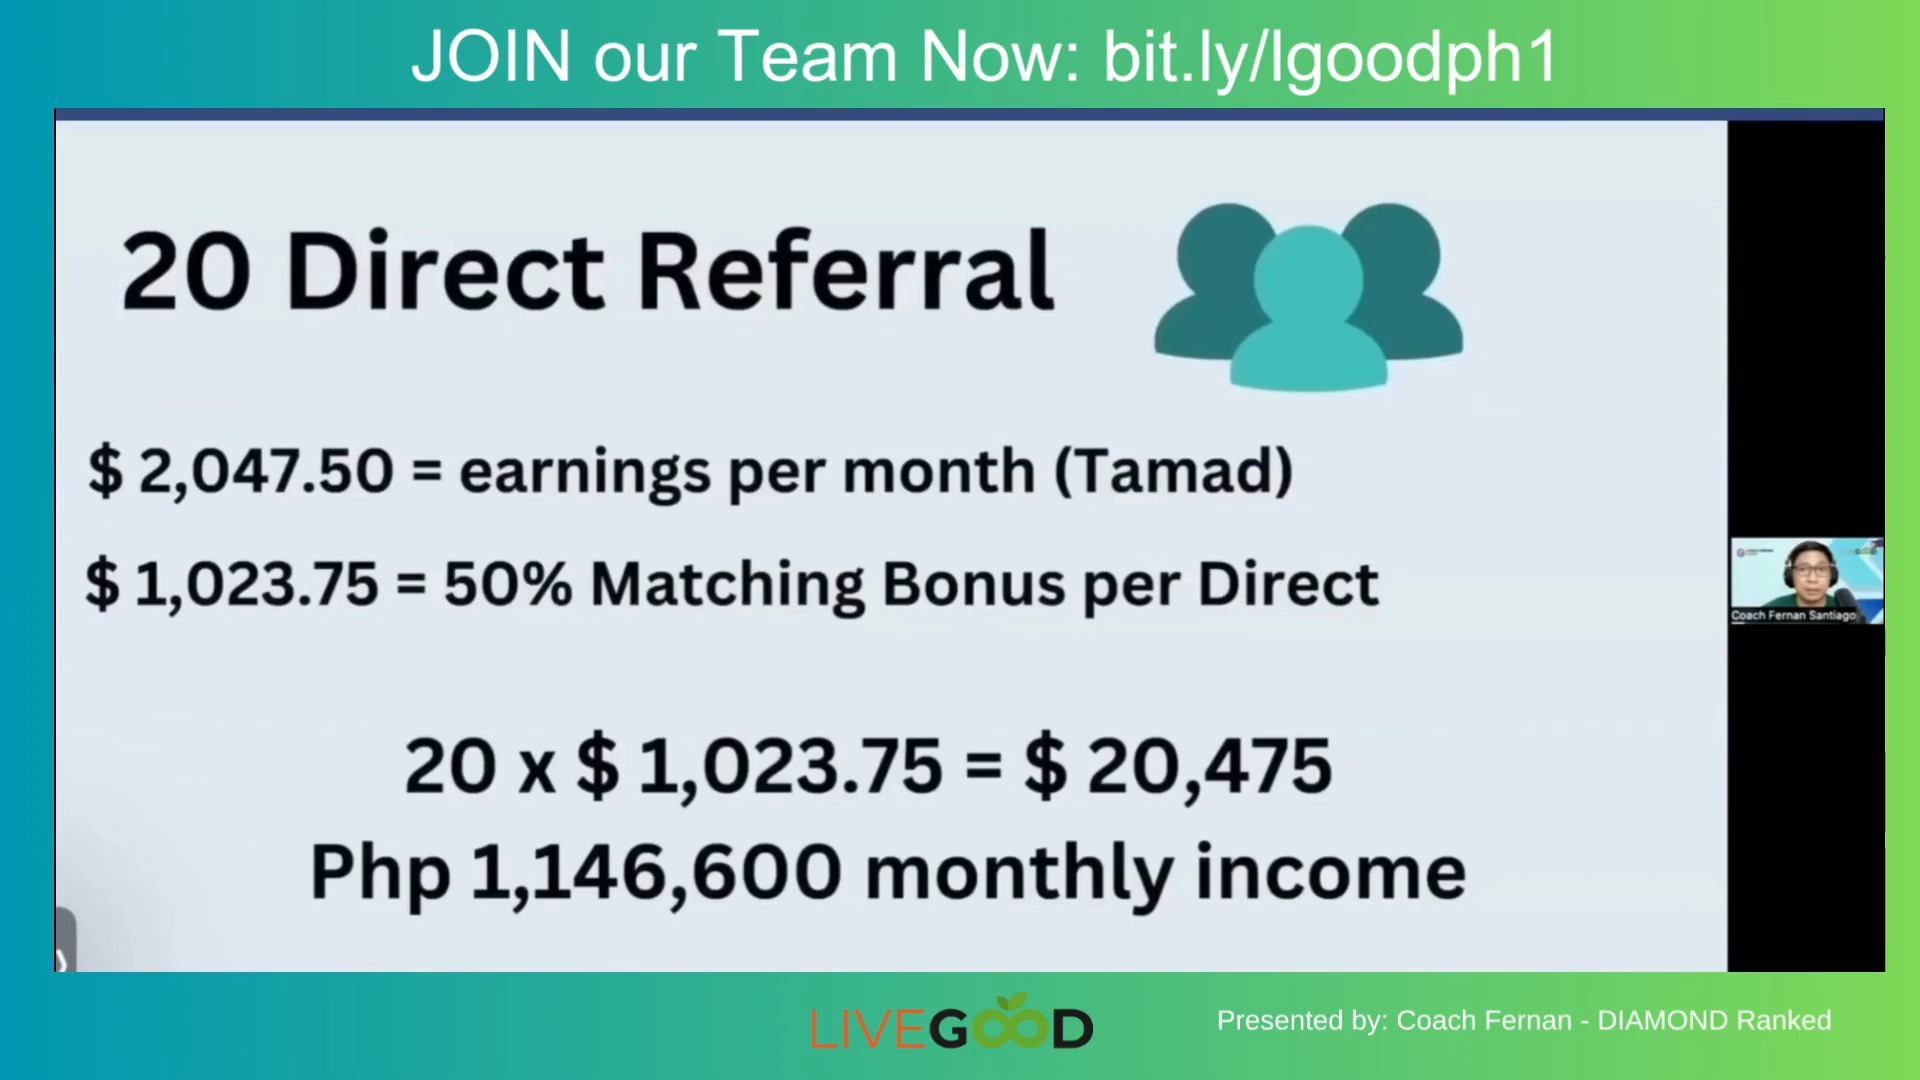 JOIN our Team Now: bit.ly/lgoodph1
20 Direct Referral
$ 2,047.50 = earnings per month (Tamad)
$ 1,023.75 = 50% Matching Bonus per Direct
20 x $ 1,023.75 = $ 20,475
Php 1,146,600 monthly income
Coach Fernan Santiago
LIVEGOOD
Presented by: Coach Fernan - DIAMOND Ranked